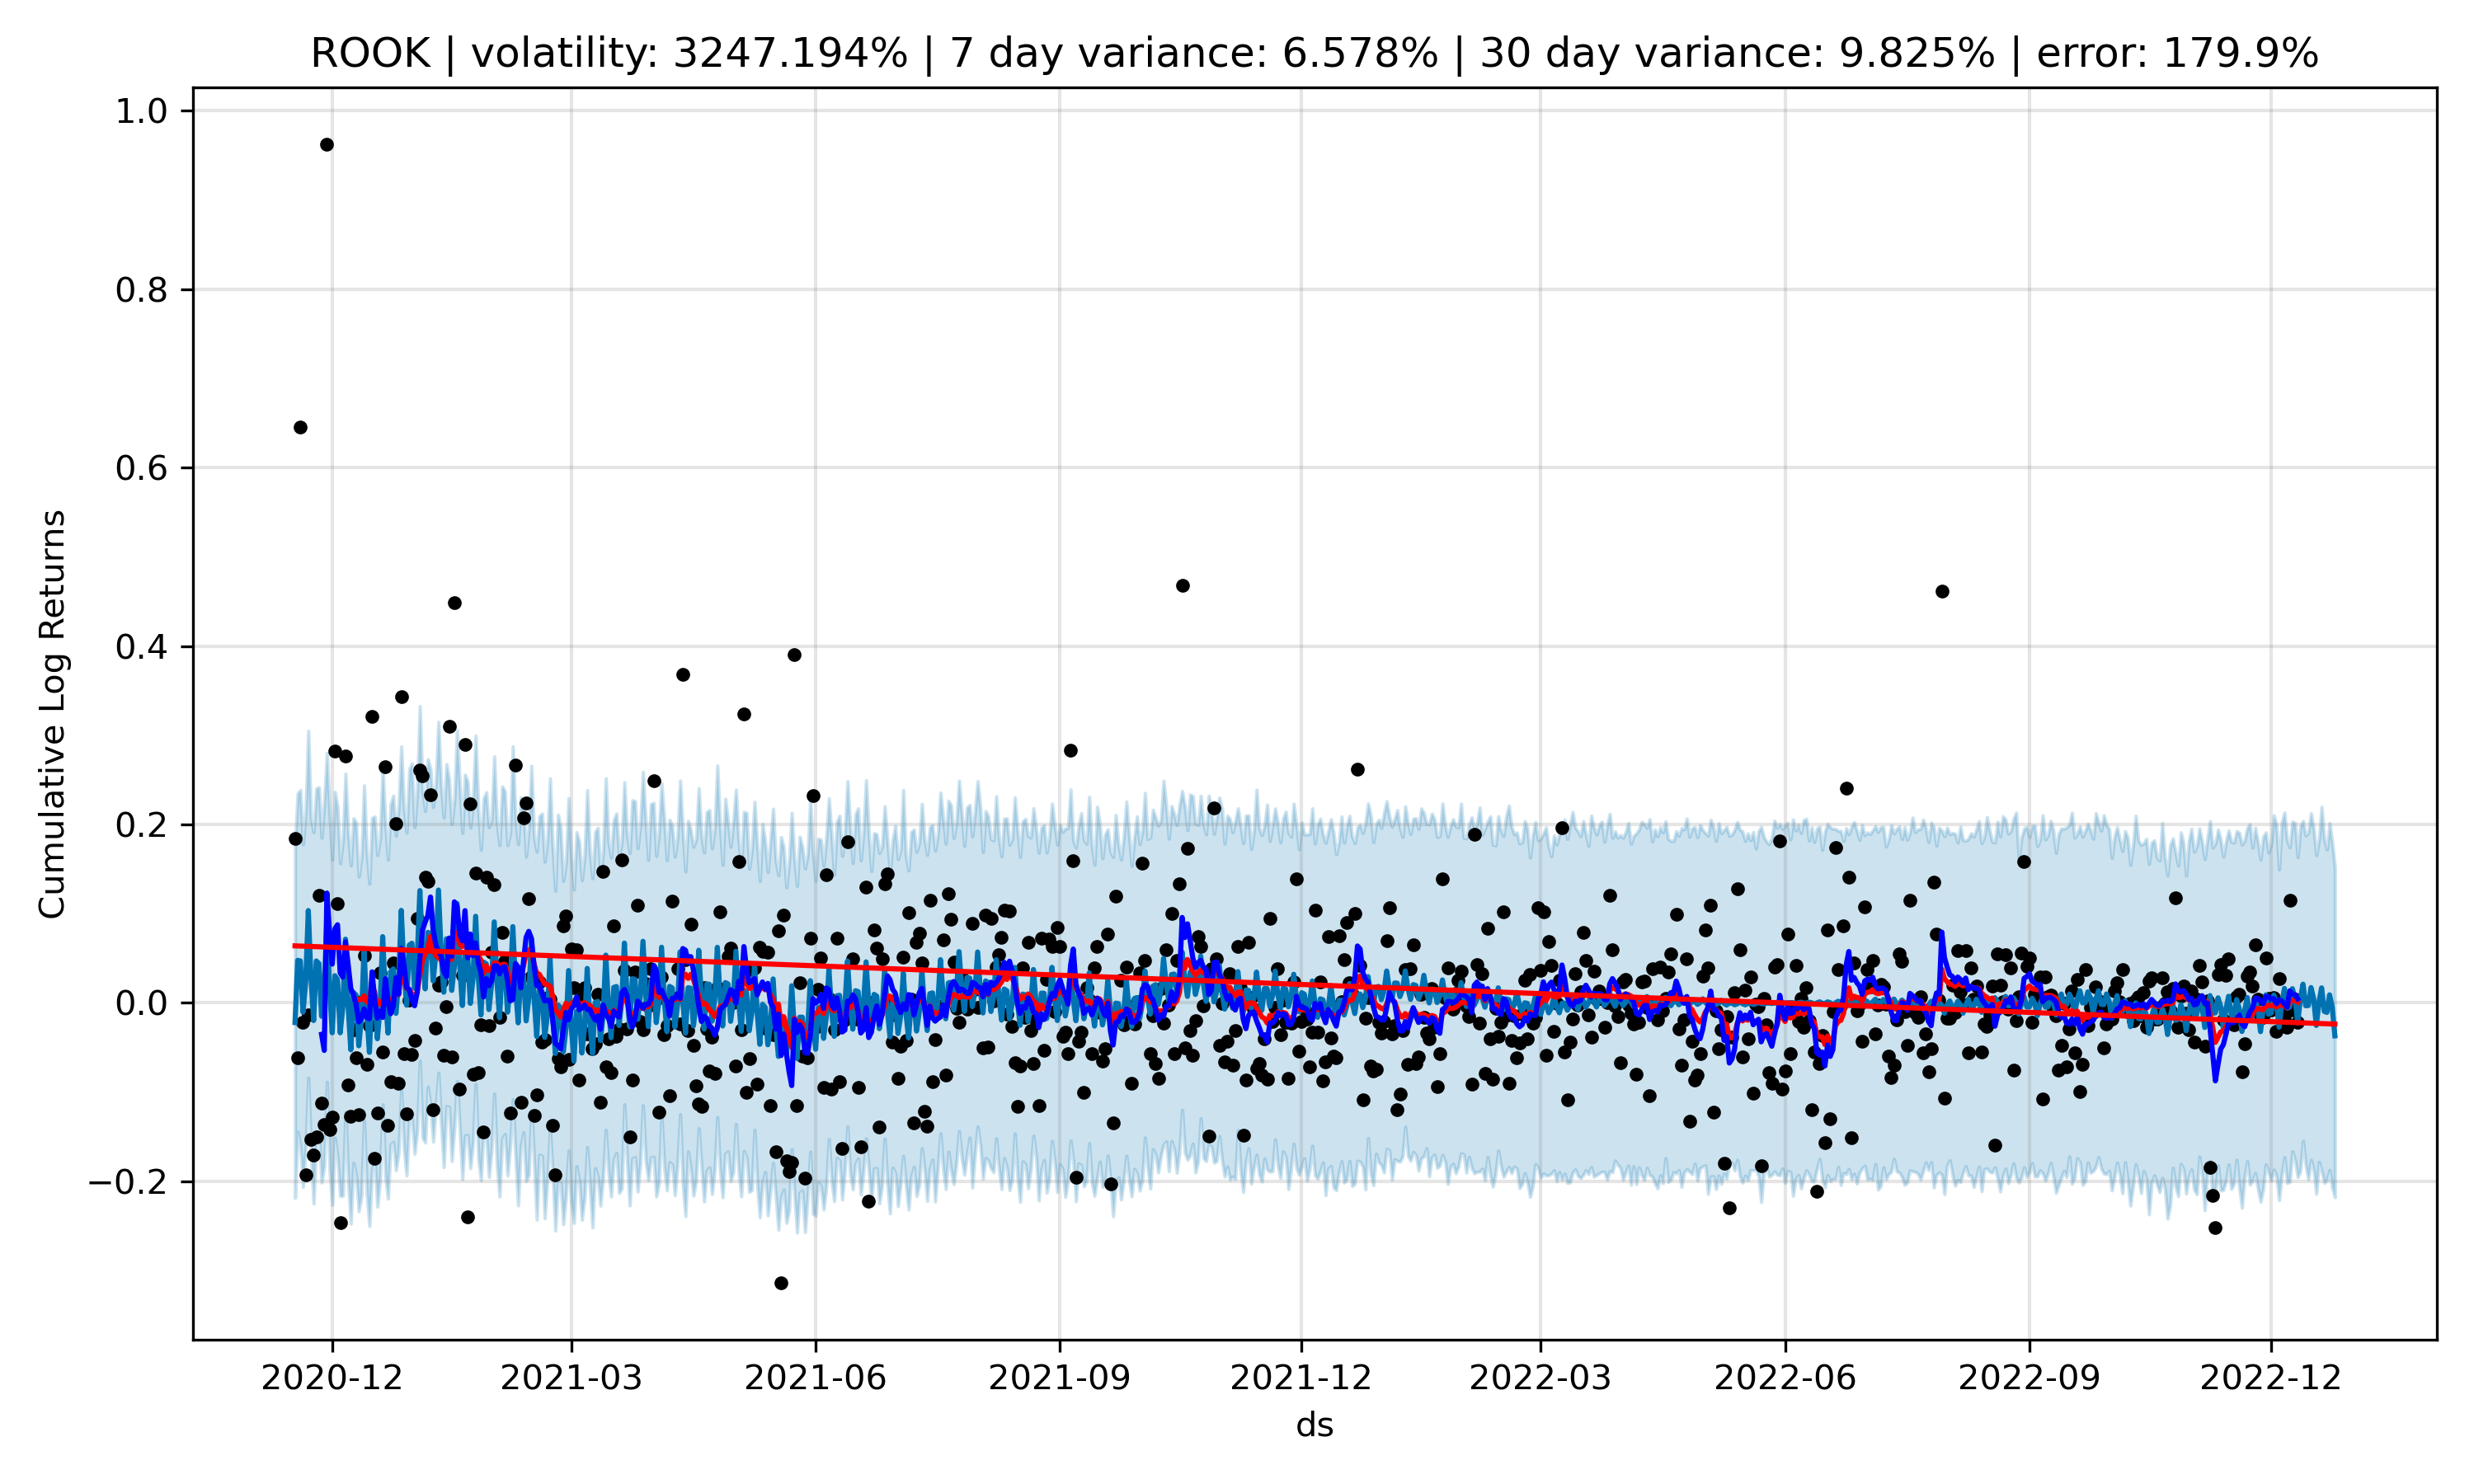 ROOK | volatility: 3247.194% | 7 day variance: 6.578% | 30 day variance: 9.825% | error: 179.9%
1.0
0.8
0.6
0.4
0.2
0.0
−0.2
Cumulative Log Returns
2020-12 2021-03 2021-06 2021-09 2021-12 2022-03 2022-06 2022-09 2022-12
ds